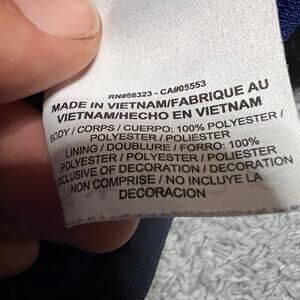 RN#56323 - CA#05553
MADE IN VIETNAM/FABRIQUE AU
VIETNAM/HECHO EN VIETNAM
BODY / CORPS / CUERPO: 100% POLYESTER /
POLYESTER / POLIESTER
LINING / DOUBLURE / FORRO: 100%
POLYESTER / POLYESTER / POLIESTER
EXCLUSIVE OF DECORATION / DECORATION
NON COMPRISE / NO INCLUYE LA
DECORACION